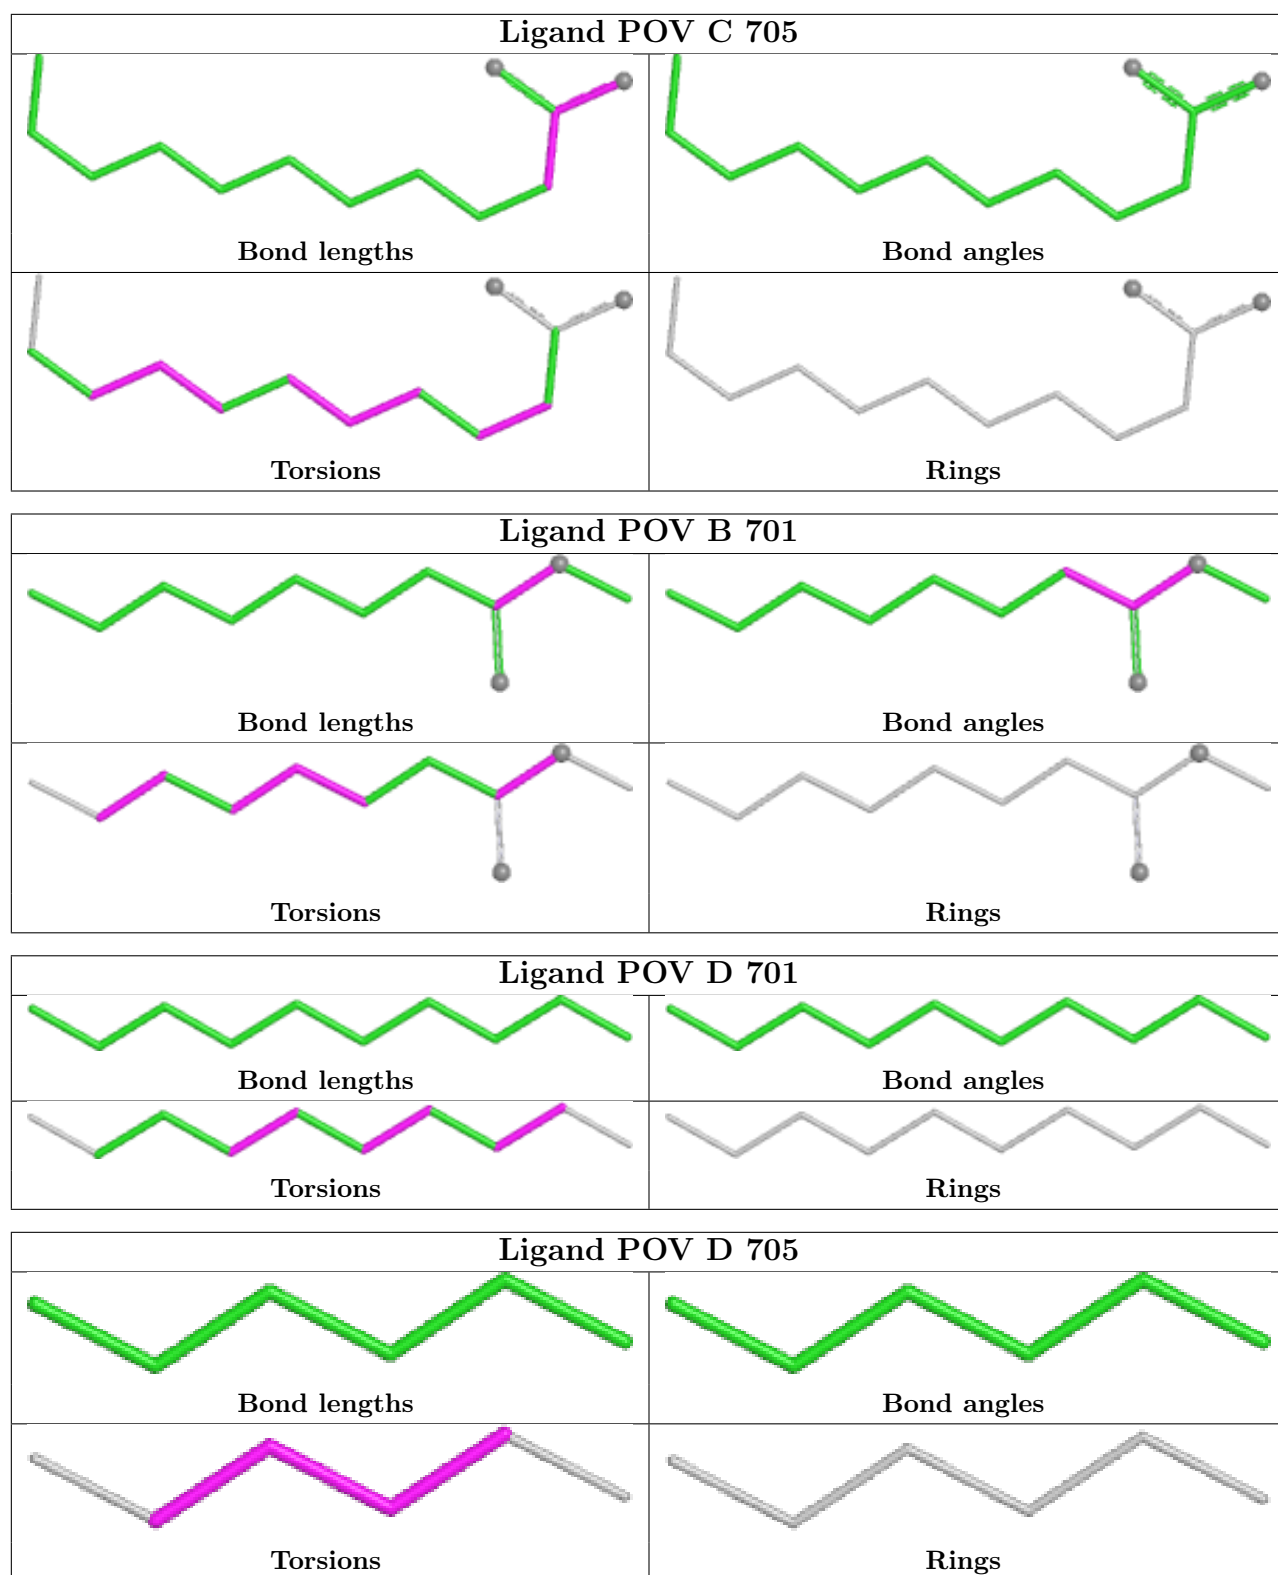 Ligand POV C 705
Bond lengths
Bond angles
Torsions
Rings
Ligand POV B 701
Bond lengths
Bond angles
Torsions
Rings
Ligand POV D 701
Bond lengths
Bond angles
Torsions
Rings
Ligand POV D 705
Bond lengths
Bond angles
Torsions
Rings